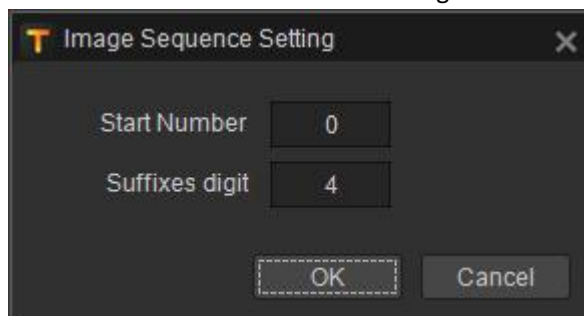 T Image Sequence Setting
Start Number 0
Suffixes digit 4
OK Cancel